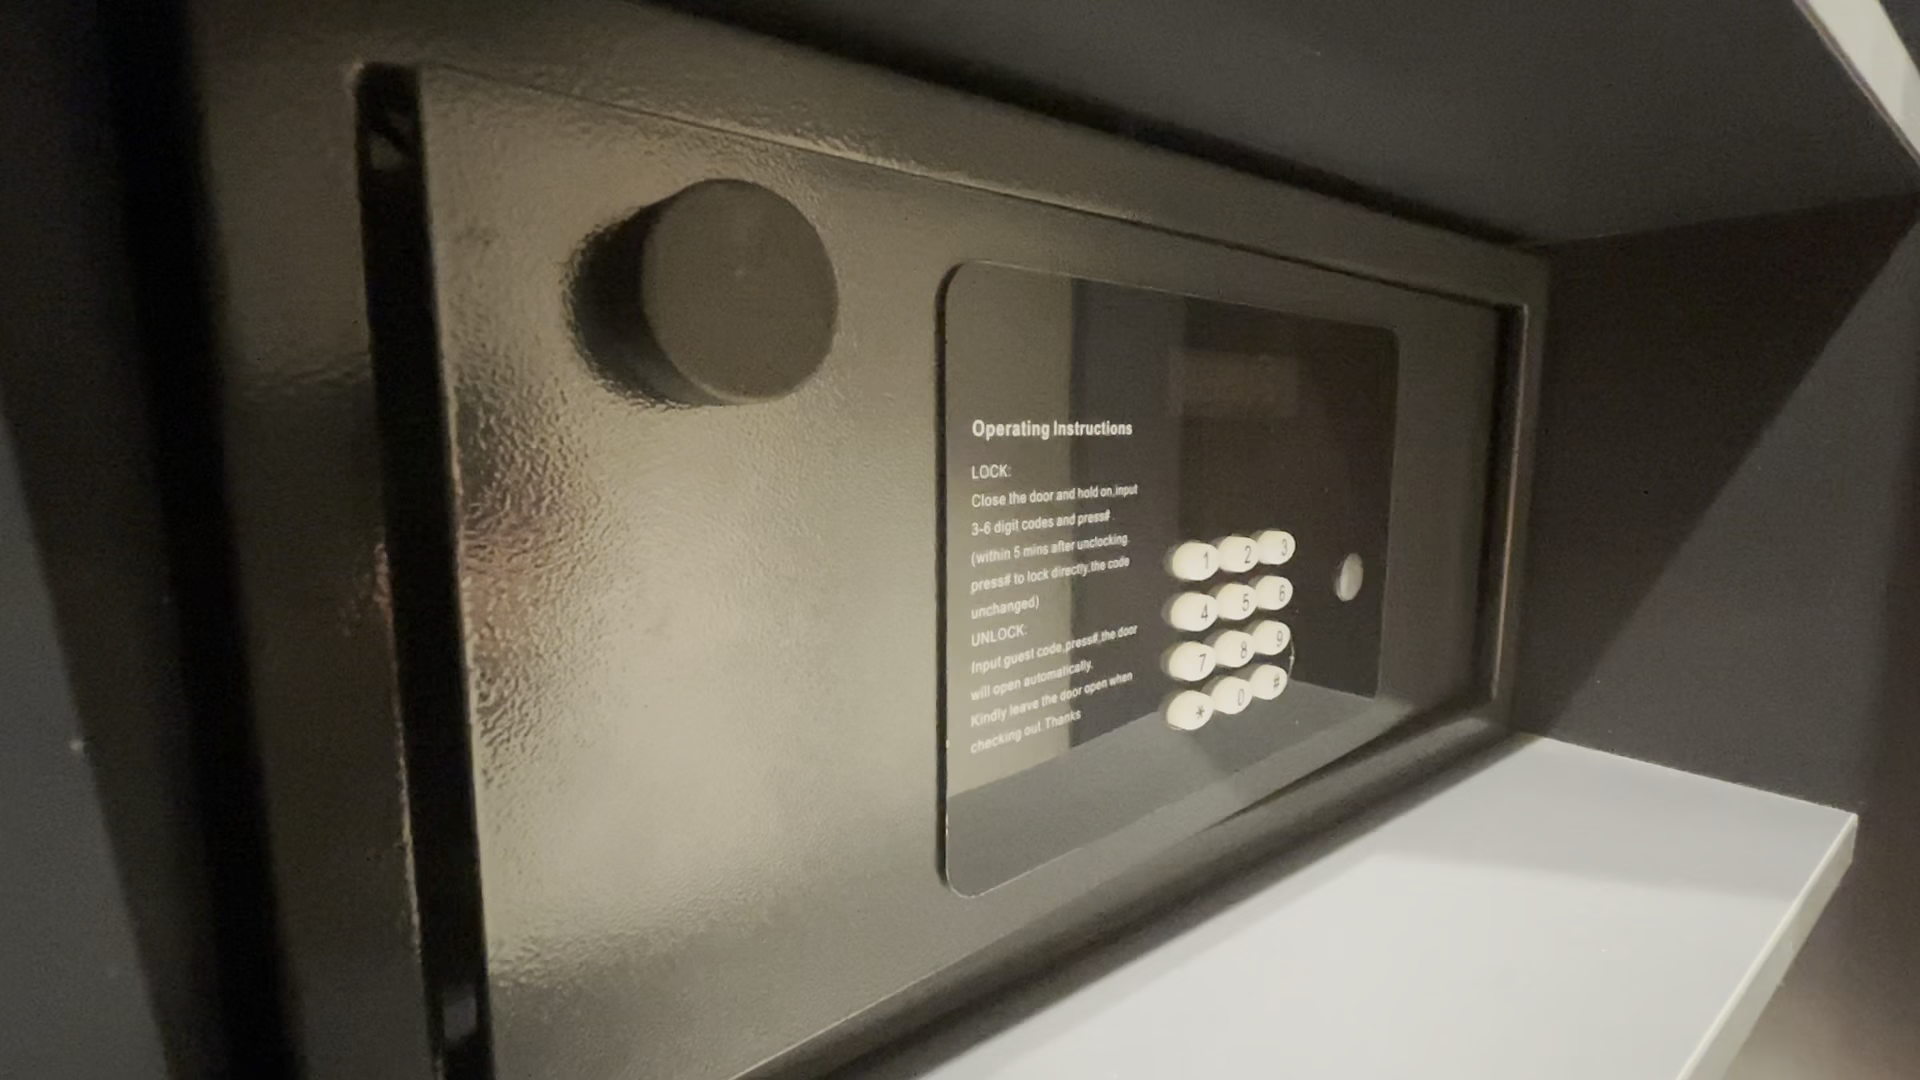 Operating Instructions
LOCK:
Close the door and hold on,input
3-6 digit codes and press#
(within 5 mins after unclocking
press# to lock directly,the code
unchanged)
UNLOCK:
Input guest code,press#,the door
will open automatically.
Kindly leave the door open when
checking out.Thanks
1 2 3
4 5 6
7 8 9
* 0 #